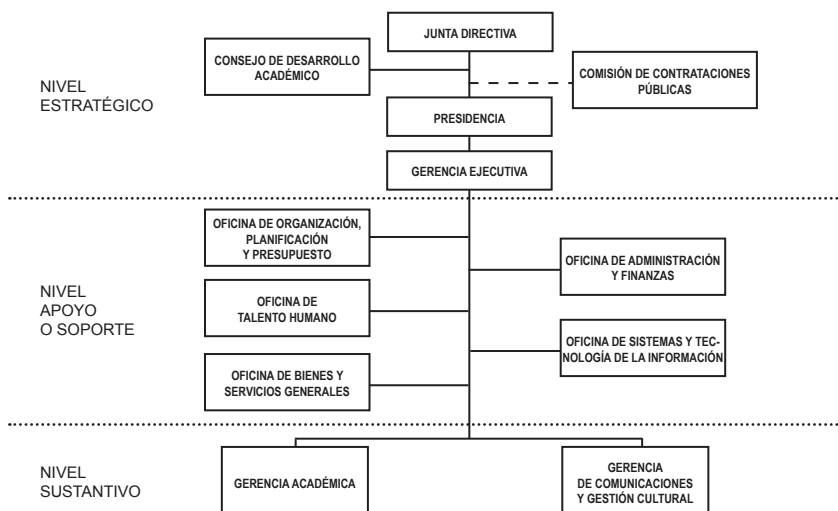 JUNTA DIRECTIVA
CONSEJO DE DESARROLLO
ACADÉMICO
COMISIÓN DE CONTRATACIONES
PÚBLICAS
NIVEL
ESTRATÉGICO
PRESIDENCIA
GERENCIA EJECUTIVA
OFICINA DE ORGANIZACIÓN,
PLANIFICACIÓN
Y PRESUPUESTO
OFICINA DE ADMINISTRACIÓN
Y FINANZAS
NIVEL
APOYO
O SOPORTE
OFICINA DE
TALENTO HUMANO
OFICINA DE SISTEMAS Y TEC-
NOLOGÍA DE LA INFORMACIÓN
OFICINA DE BIENES Y
SERVICIOS GENERALES
NIVEL
SUSTANTIVO
GERENCIA ACADÉMICA
GERENCIA
DE COMUNICACIONES
Y GESTIÓN CULTURAL